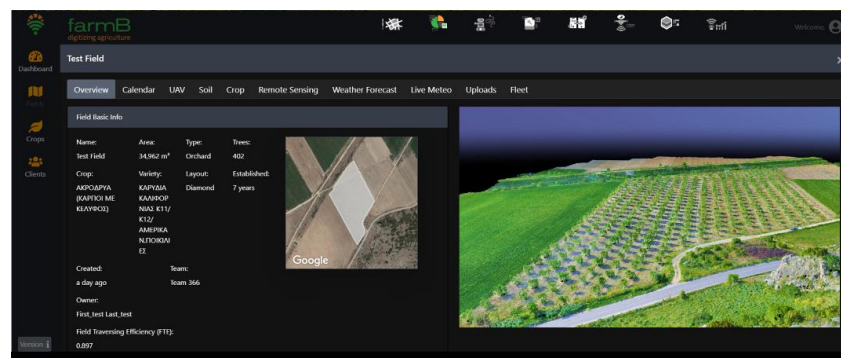 farmB
digitizing agriculture
Welcome,
Dashboard
Test Field
Fields
Overview Calendar UAV Soil Crop Remote Sensing Weather Forecast Live Meteo Uploads Fleet
Field Basic Info
Crops
Clients
Name: Area: Type: Trees:
Test Field 34,962 m² Orchard 402
Crop: Variety: Layout: Established:
ΑΚΡΟΔΡΥΑ ΚΑΡΥΔΙΑ Diamond 7 years
(ΚΑΡΠΟΙ ΜΕ ΚΑΛΙΦΟΡ
ΚΕΛΥΦΟΣ) ΝΙΑΣ Κ11/
Κ12/
ΑΜΕΡΙΚΑ
Ν.ΠΟΙΚΙΛΙ
ΕΣ
Google
Created: Team:
a day ago Team 366
Owner:
First_test Last_test
Field Traversing Efficiency (FTE):
0.897
Version i